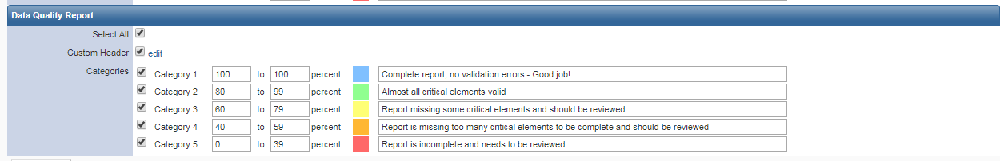 Data Quality Report
Select All
Custom Header edit
Categories Category 1 100 to 100 percent Complete report, no validation errors - Good job!
Category 2 80 to 99 percent Almost all critical elements valid
Category 3 60 to 79 percent Report missing some critical elements and should be reviewed
Category 4 40 to 59 percent Report is missing too many critical elements to be complete and should be reviewed
Category 5 0 to 39 percent Report is incomplete and needs to be reviewed